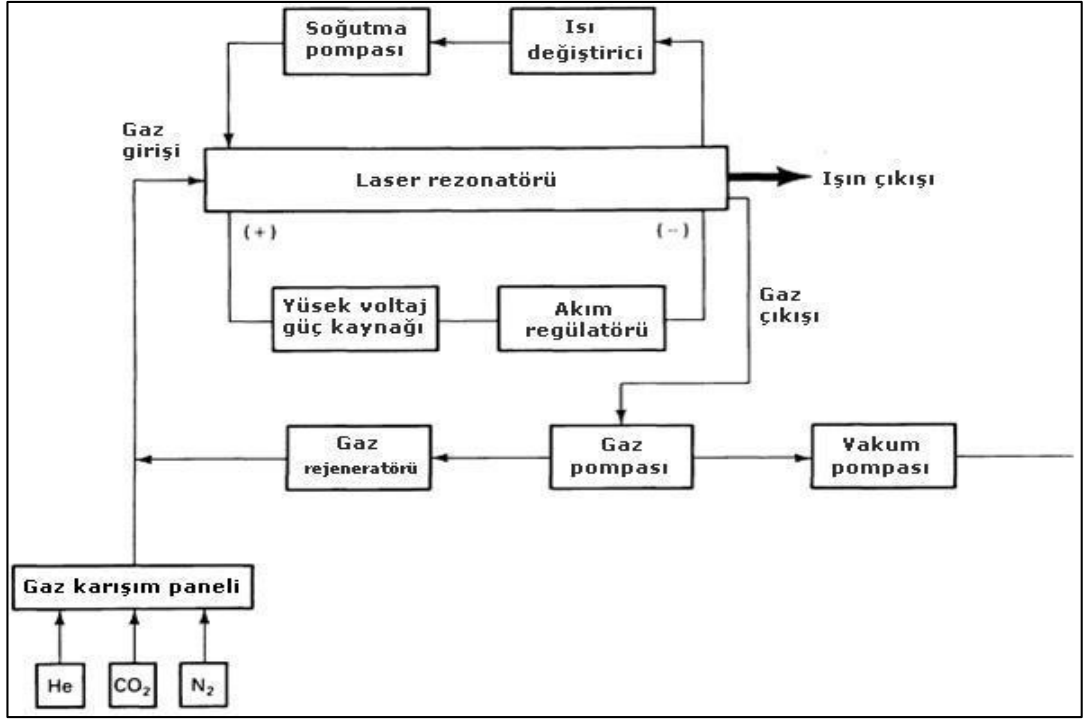 Soğutma
pompası
Isı
değiştirici
Gaz
girişi
Laser rezonatörü
Işın çıkışı
(+)
(-)
Yüsek voltaj
güç kaynağı
Akım
regülatörü
Gaz
çıkışı
Gaz
rejeneratörü
Gaz
pompası
Vakum
pompası
Gaz karışım paneli
He
CO₂
N₂